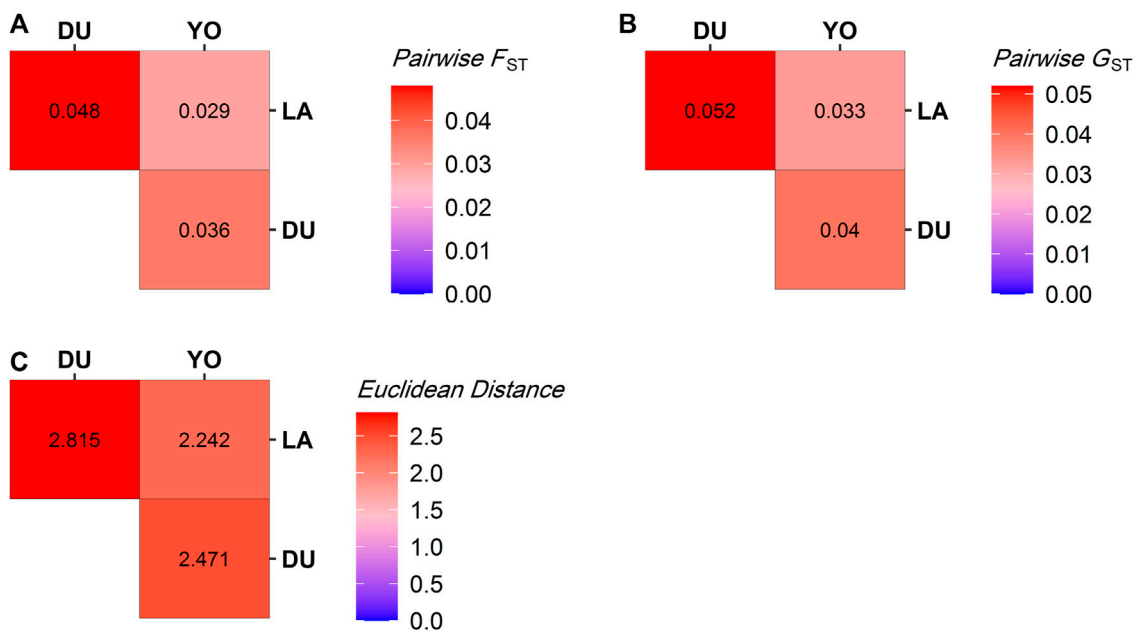 A
DU YO
Pairwise FST
0.048 0.029 LA
0.036 DU
0.04
0.03
0.02
0.01
0.00
B
DU YO
Pairwise GST
0.052 0.033 LA
0.04 DU
0.05
0.04
0.03
0.02
0.01
0.00
C
DU YO
Euclidean Distance
2.815 2.242 LA
2.471 DU
2.5
2.0
1.5
1.0
0.5
0.0